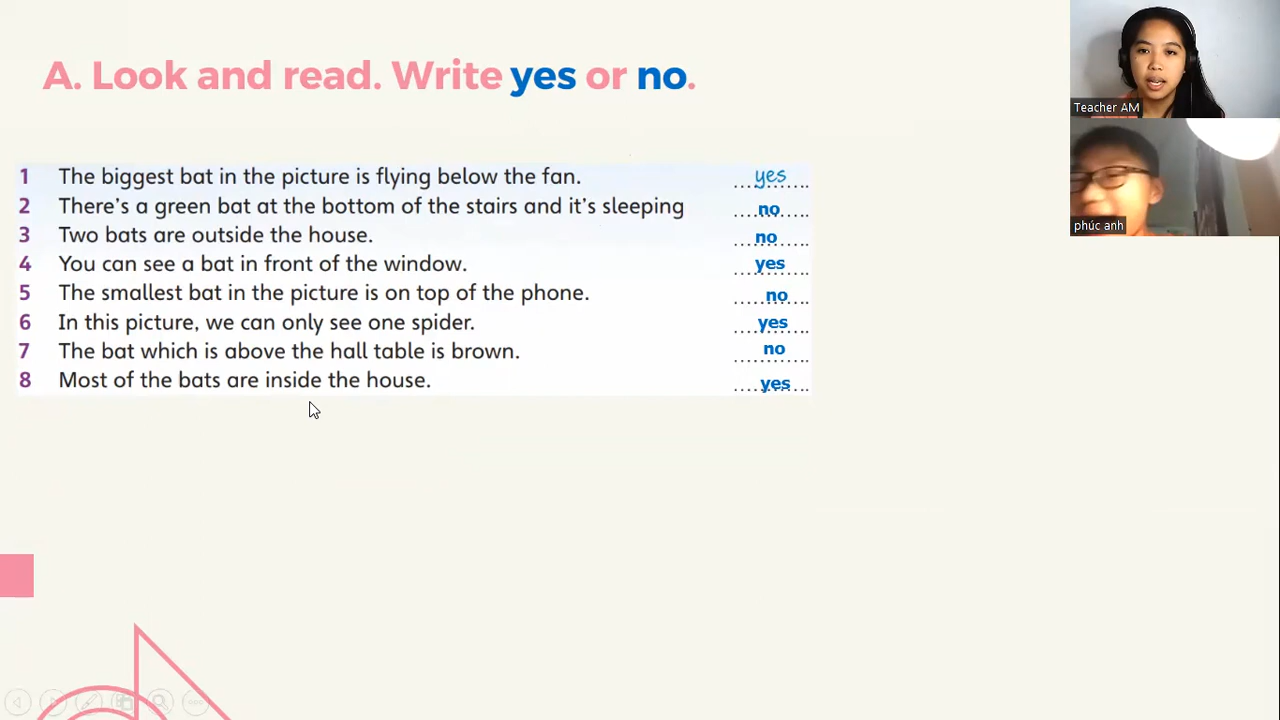 A. Look and read. Write yes or no.
Teacher AM
1 The biggest bat in the picture is flying below the fan. yes
2 There's a green bat at the bottom of the stairs and it's sleeping no
3 Two bats are outside the house. no
4 You can see a bat in front of the window. yes
5 The smallest bat in the picture is on top of the phone. no
6 In this picture, we can only see one spider. yes
7 The bat which is above the hall table is brown. no
8 Most of the bats are inside the house. yes
phúc anh